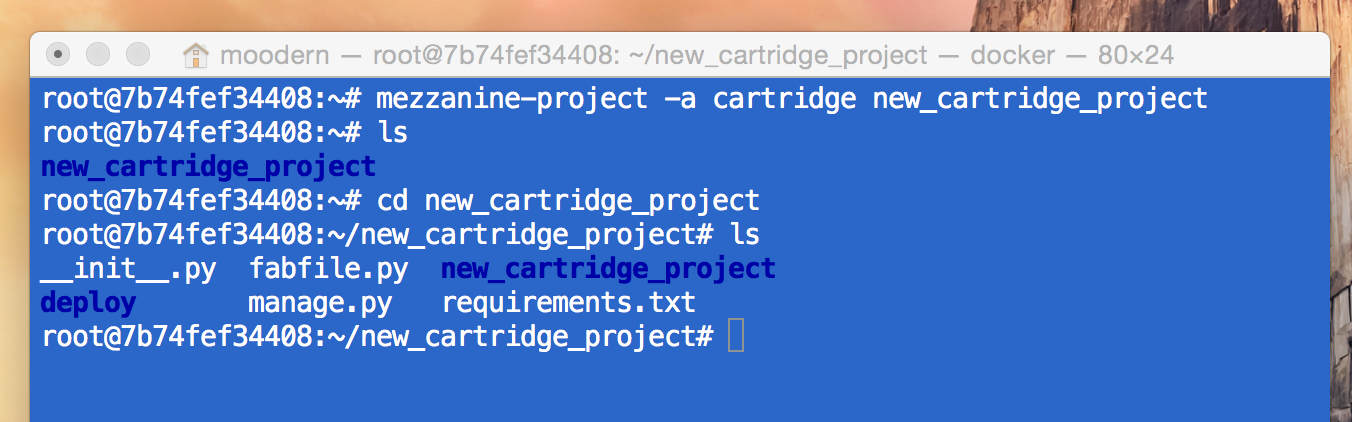 moodern — root@7b74fef34408: ~/new_cartridge_project — docker — 80×24
root@7b74fef34408:~# mezzanine-project -a cartridge new_cartridge_project
root@7b74fef34408:~# ls
new_cartridge_project
root@7b74fef34408:~# cd new_cartridge_project
root@7b74fef34408:~/new_cartridge_project# ls
__init__.py  fabfile.py  new_cartridge_project
deploy       manage.py   requirements.txt
root@7b74fef34408:~/new_cartridge_project#